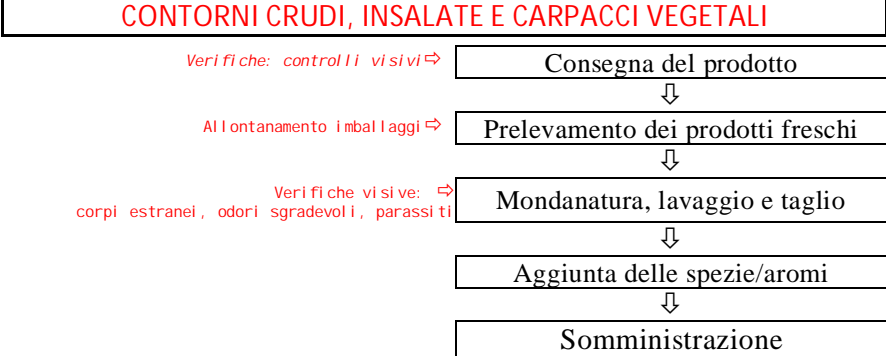 CONTORNI CRUDI, INSALATE E CARPACCI VEGETALI
Verifiche: controlli visivi⇨ Consegna del prodotto
⇩
Allontanamento imballaggi⇨ Prelevamento dei prodotti freschi
⇩
Verifiche visive: ⇨
corpi estranei, odori sgradevoli, parassiti
Mondanatura, lavaggio e taglio
⇩
Aggiunta delle spezie/aromi
⇩
Somministrazione